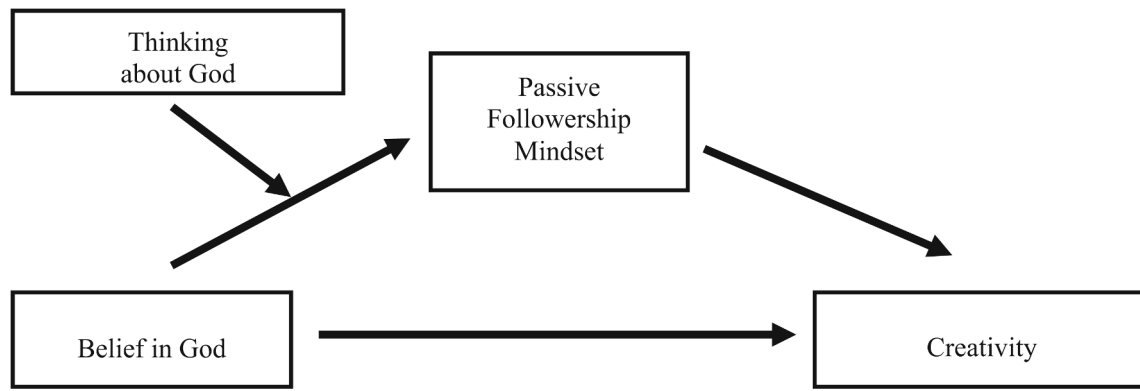 Thinking
about God
Passive
Followership
Mindset
Belief in God
Creativity